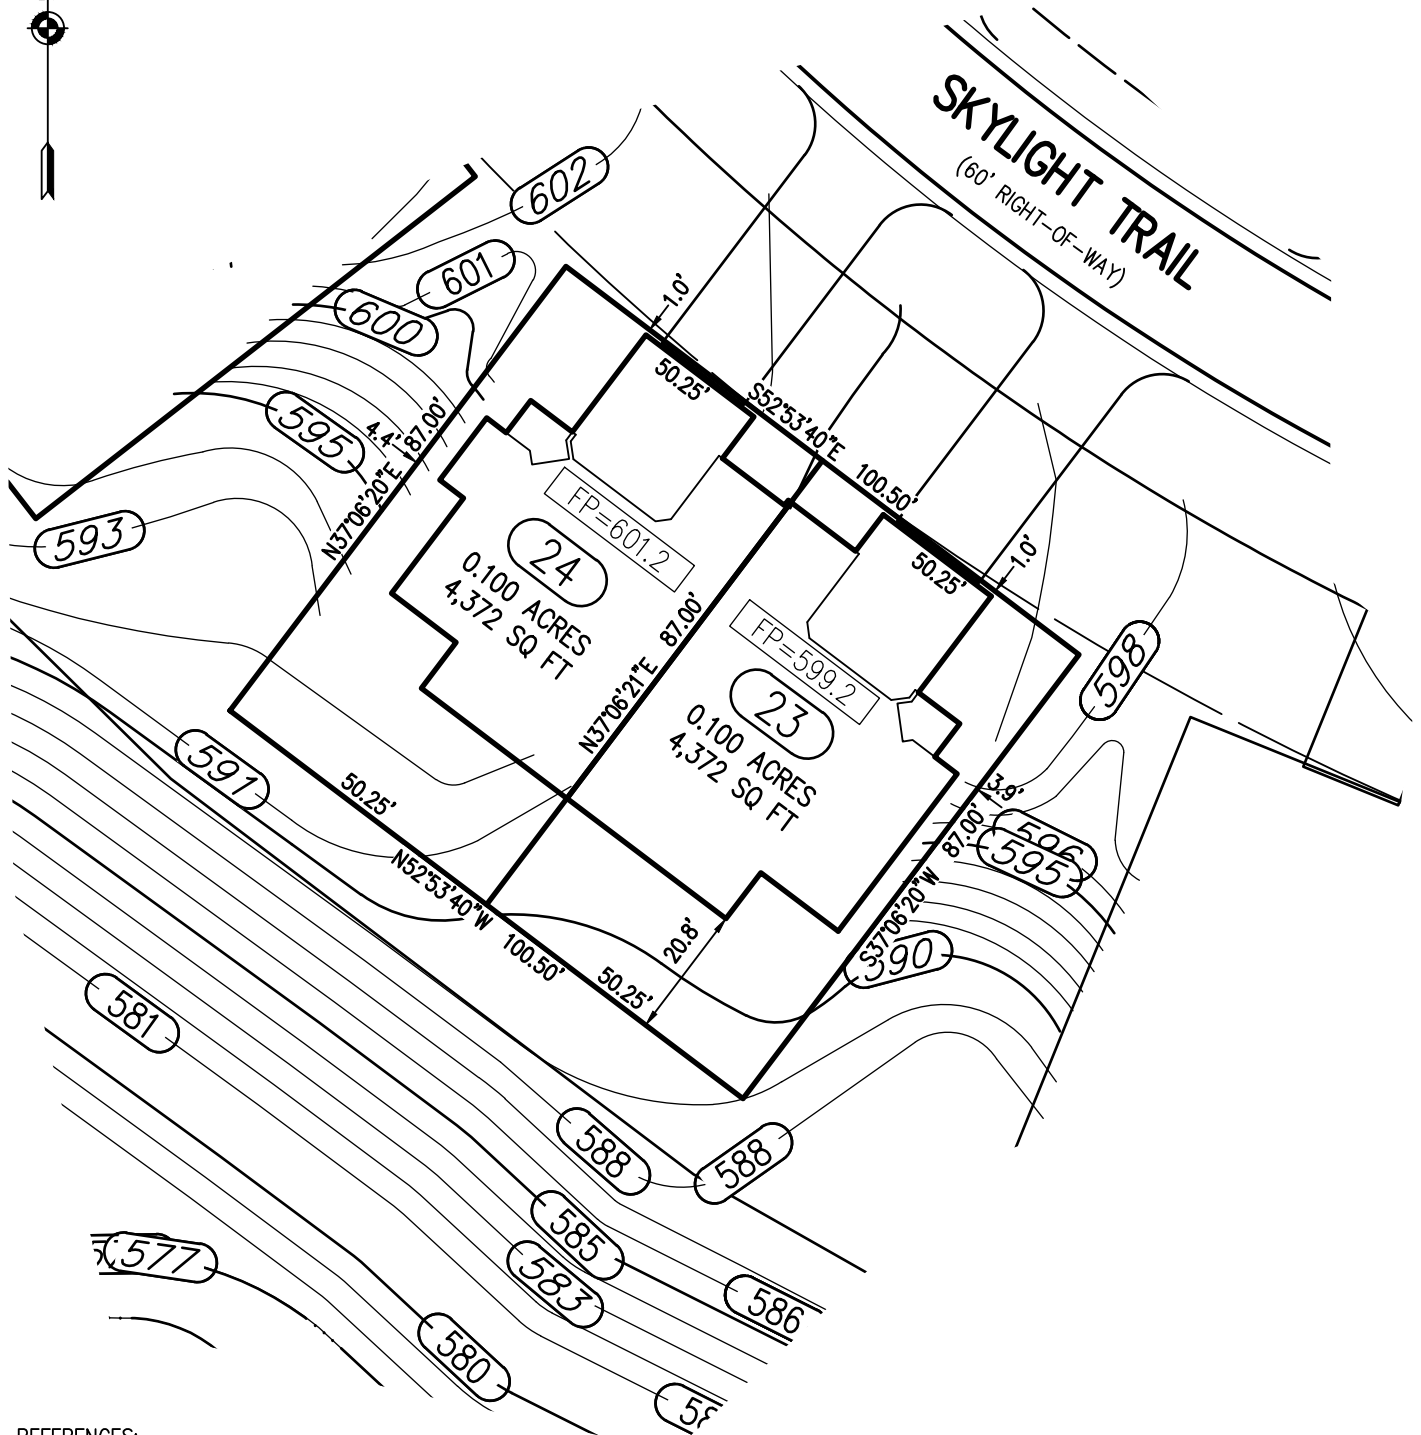 SKYLIGHT TRAIL
(60' RIGHT-OF-WAY)
602
601
600
595
593
591
1.0'
50.25'
S52°53'40"E 100.50'
50.25'
1.0'
4.4'
N37°06'20"E 87.00'
FP=601.2
24
0.100 ACRES
4,372 SQ FT
N37°06'21"E 87.00'
FP=599.2
23
0.100 ACRES
4,372 SQ FT
598
3.9'
596
595
S37°06'20"W 87.00'
590
50.25'
N52°53'40"W 100.50'
50.25'
20.8'
581
588
588
585
583
586
577
580
REFERENCES: